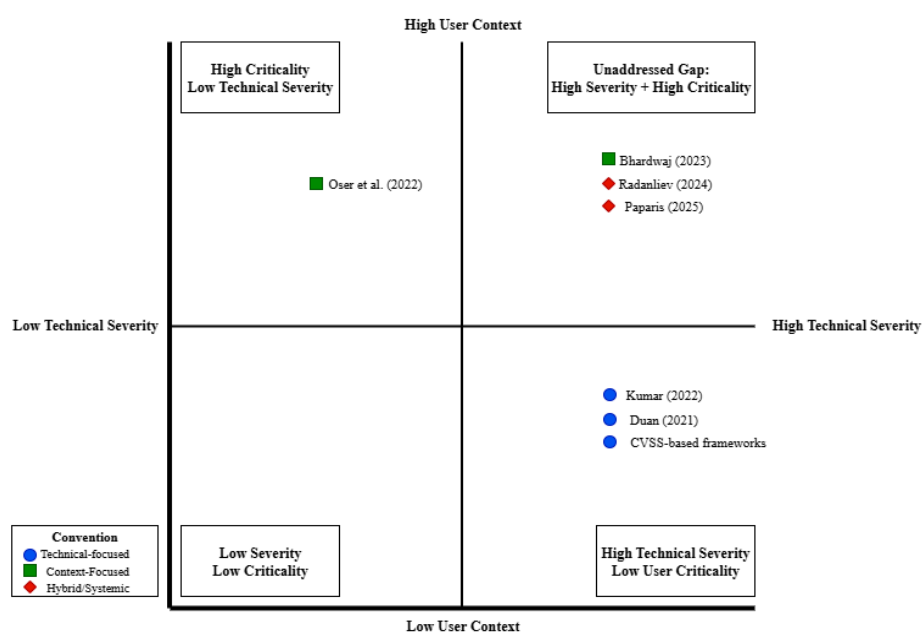 High User Context
High Criticality
Low Technical Severity
Unaddressed Gap:
High Severity + High Criticality
Bhardwaj (2023)
Oser et al. (2022)
Radanliev (2024)
Paparis (2025)
Low Technical Severity
High Technical Severity
Kumar (2022)
Duan (2021)
CVSS-based frameworks
Convention
Technical-focused
Context-Focused
Hybrid/Systemic
Low Severity
Low Criticality
High Technical Severity
Low User Criticality
Low User Context